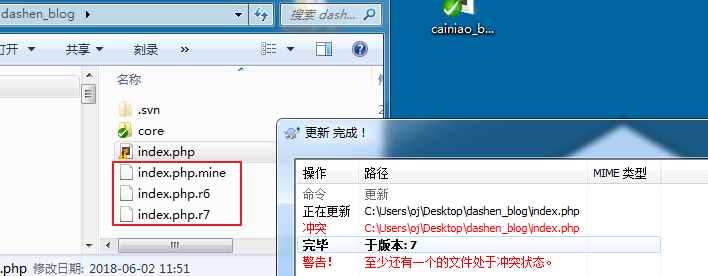 dashen_blog
搜索 dash...
打开
共享
刻录
»
名称
.svn
core
index.php
index.php.mine
index.php.r6
index.php.r7
.php 修改日期: 2018-06-02 11:51
cainiao_b...
更新 完成！
操作 路径 MIME 类型
命令 更新
正在更新 C:\Users\oj\Desktop\dashen_blog\index.php
冲突 C:\Users\oj\Desktop\dashen_blog\index.php
完毕 于版本: 7
警告! 至少还有一个的文件处于冲突状态。